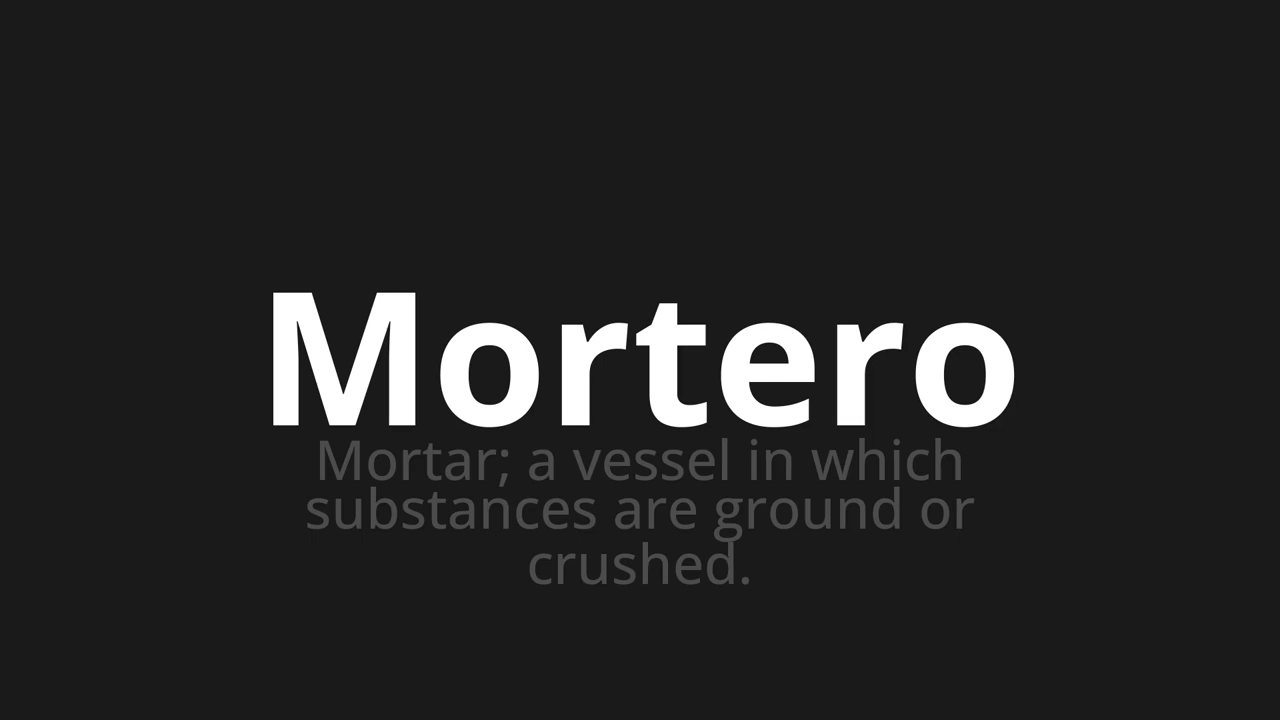 Mortero
Mortar; a vessel in which
substances are ground or
crushed.